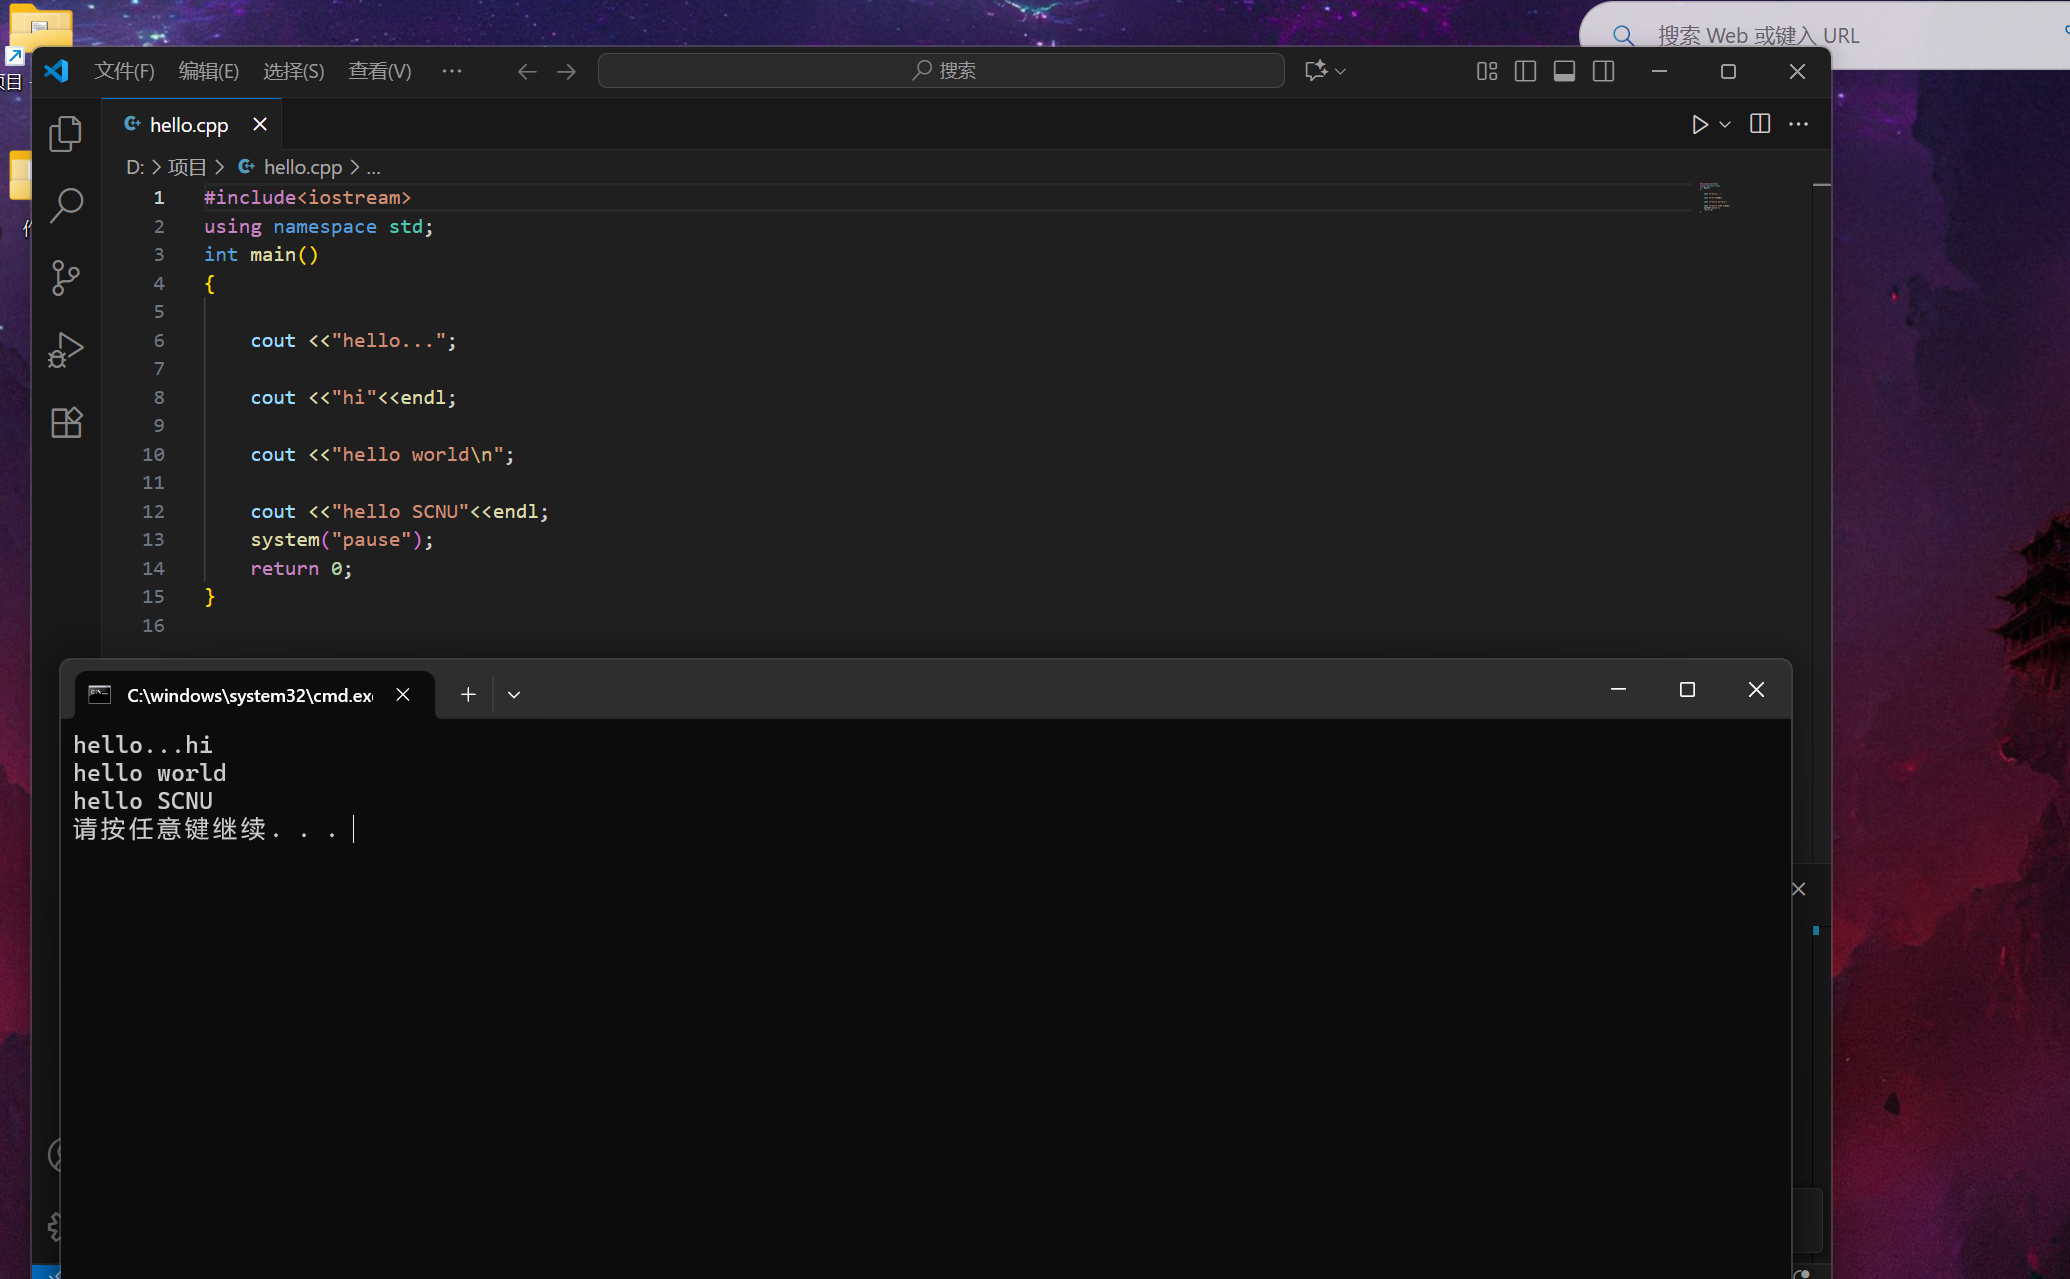 搜索 Web 或键入 URL
项目
文件(F) 编辑(E) 选择(S) 查看(V) ··· 搜索
hello.cpp
D: > 项目 > hello.cpp > ...
1 #include<iostream>
2 using namespace std;
3 int main()
4 {
5
6 cout <<"hello...";
7
8 cout <<"hi"<<endl;
9
10 cout <<"hello world\n";
11
12 cout <<"hello SCNU"<<endl;
13 system("pause");
14 return 0;
15 }
16
C:\windows\system32\cmd.ex
hello...hi
hello world
hello SCNU
请按任意键继续. . .